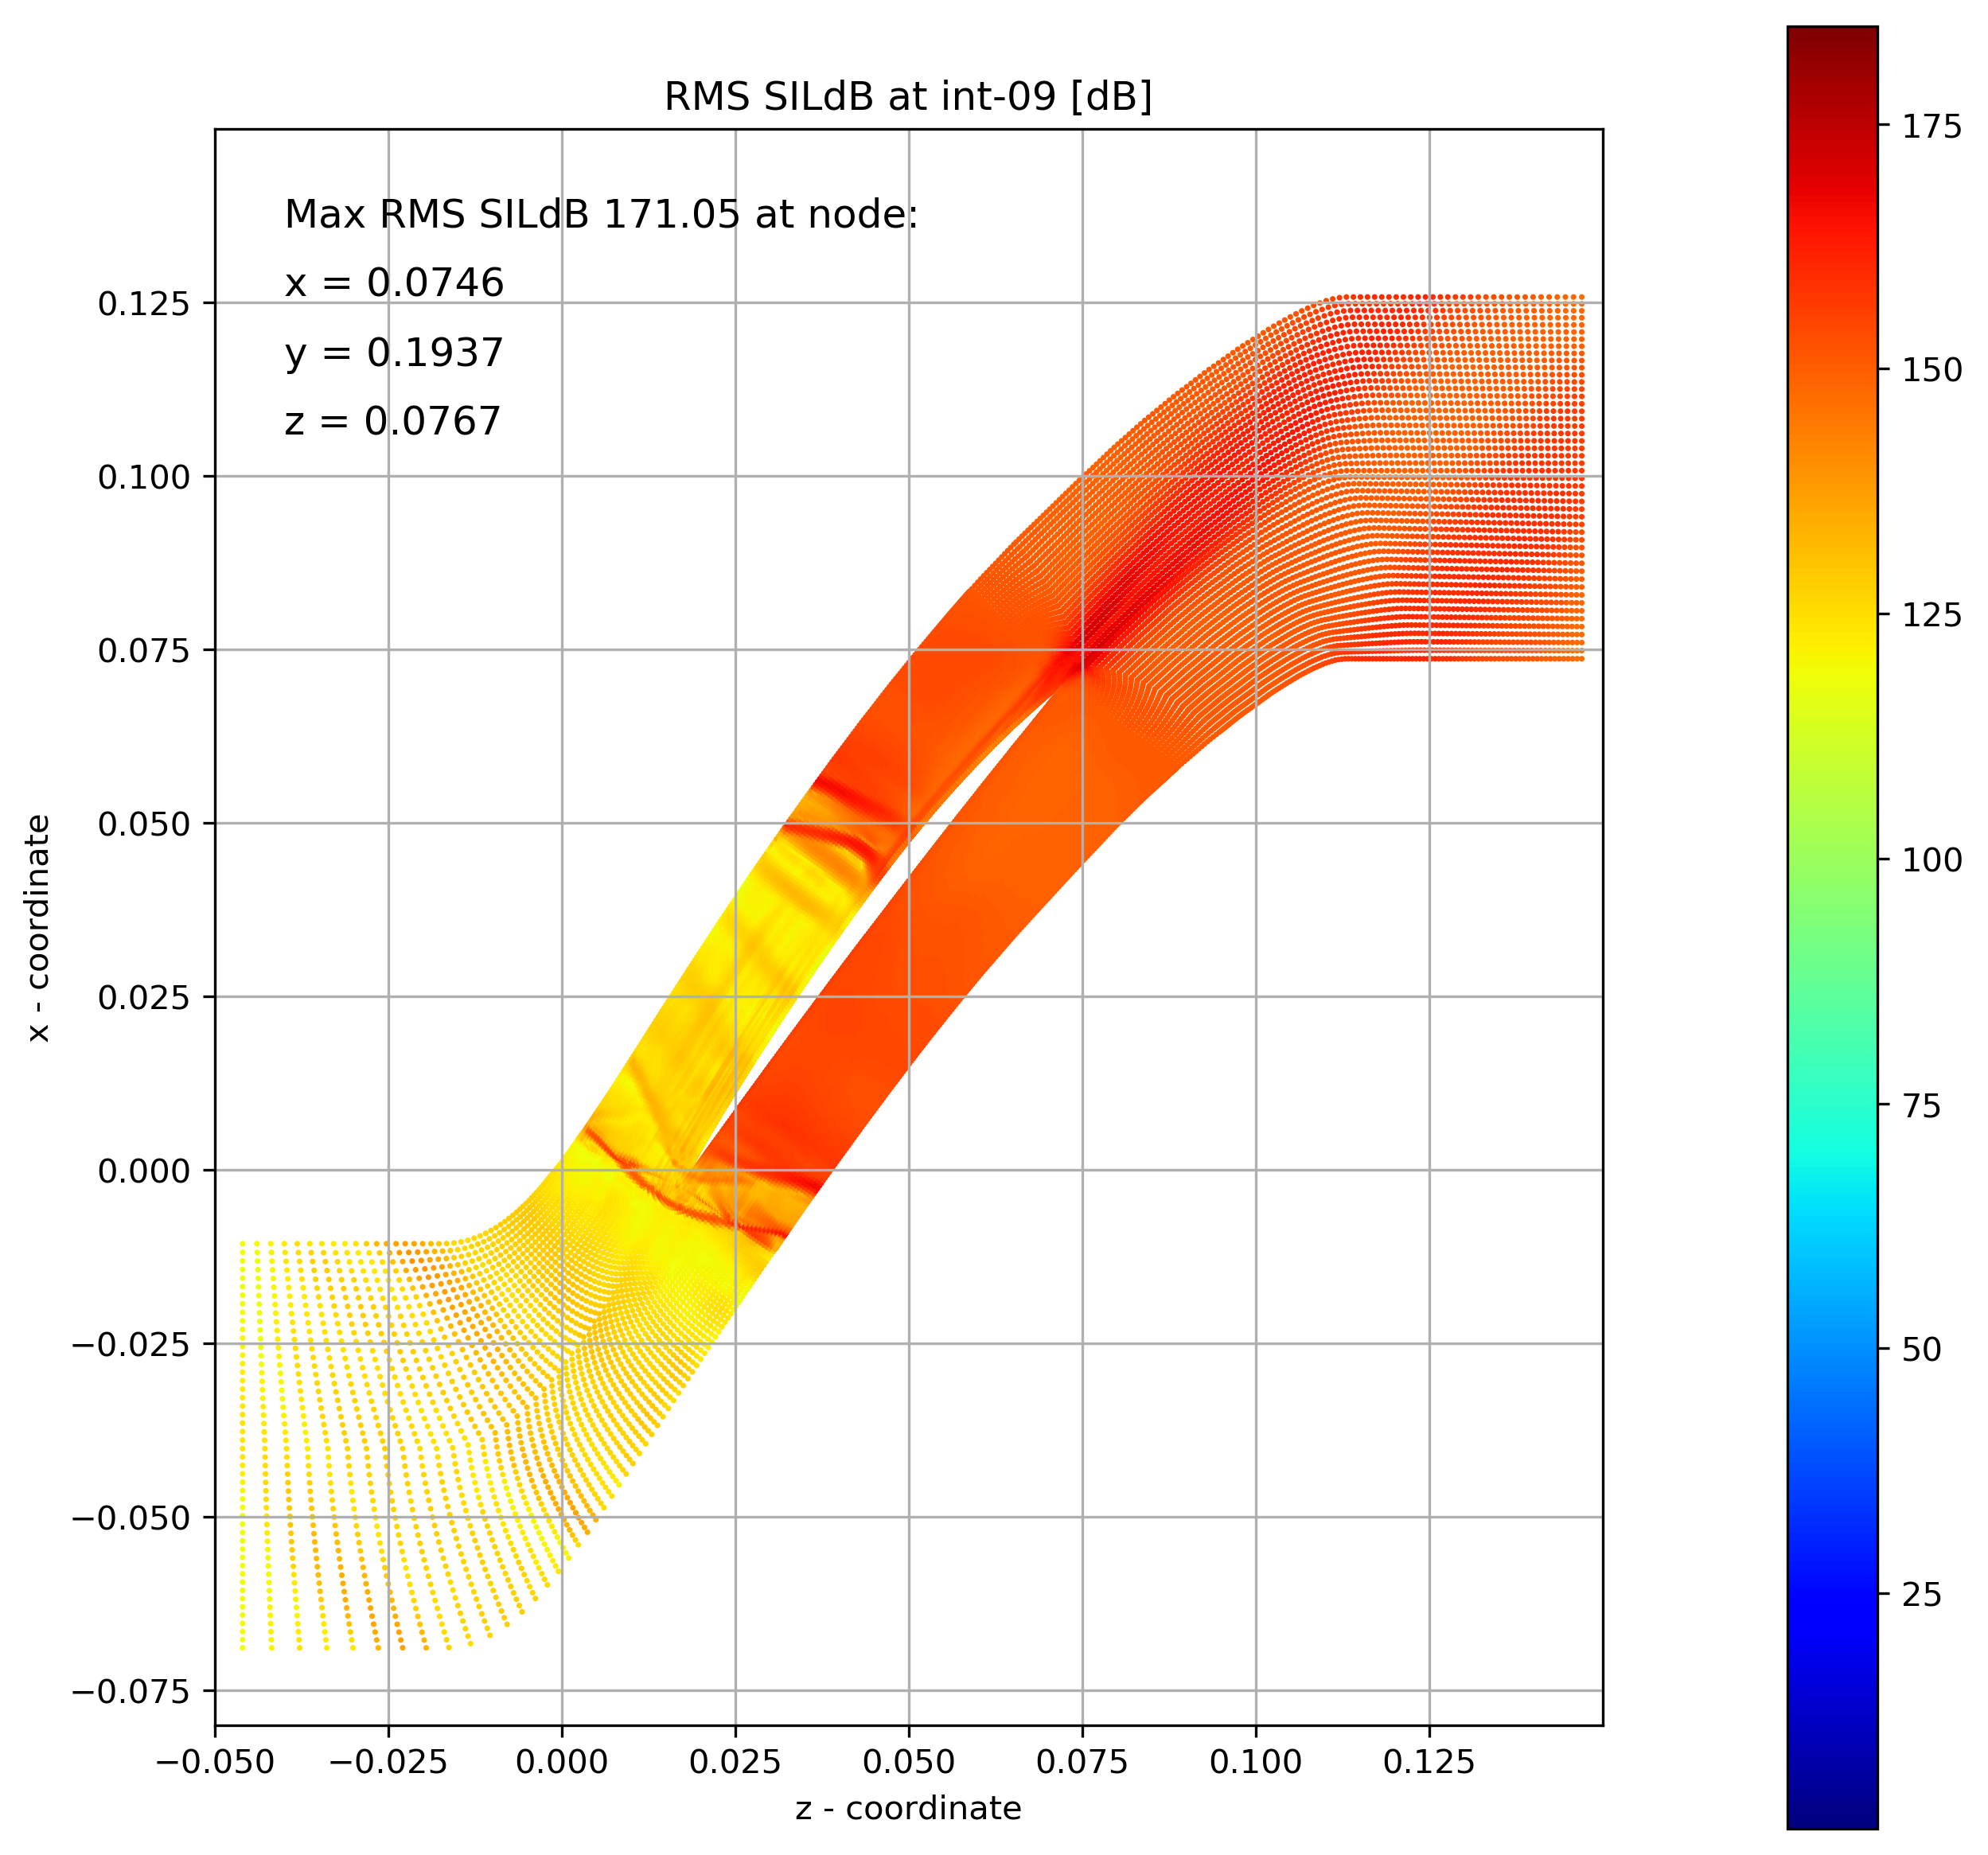 RMS SILdB at int-09 [dB]
Max RMS SILdB 171.05 at node:
x = 0.0746
y = 0.1937
z = 0.0767
x - coordinate
0.125
0.100
0.075
0.050
0.025
0.000
−0.025
−0.050
−0.075
−0.050 −0.025 0.000 0.025 0.050 0.075 0.100 0.125
z - coordinate
175
150
125
100
75
50
25